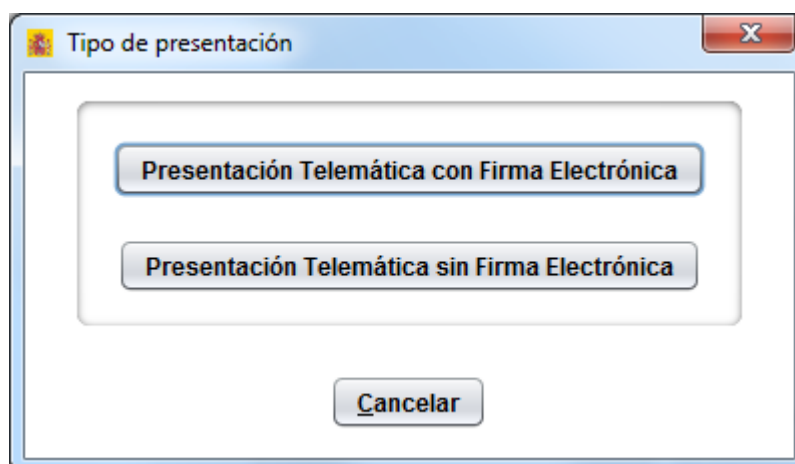 Tipo de presentación
Presentación Telemática con Firma Electrónica
Presentación Telemática sin Firma Electrónica
Cancelar